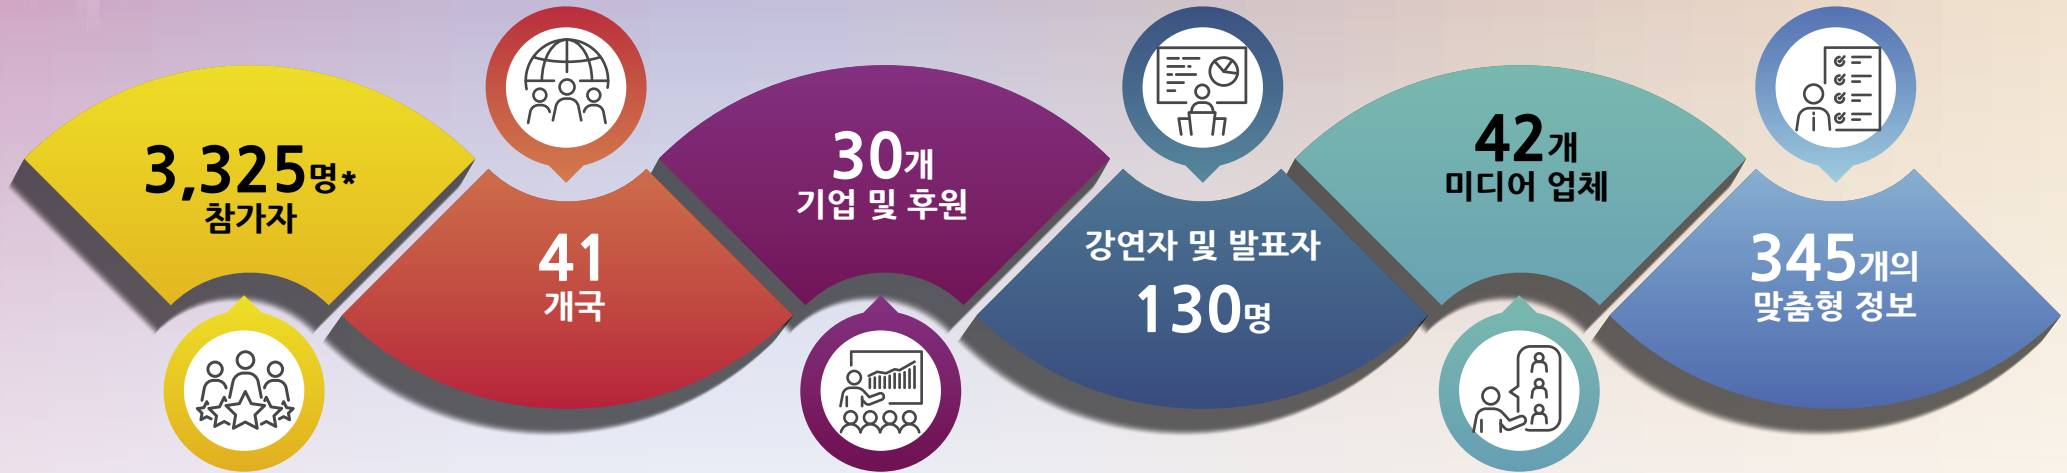 3,325명*
참가자
41
개국
30개
기업 및 후원
강연자 및 발표자
130명
42개
미디어 업체
345개의
맞춤형 정보